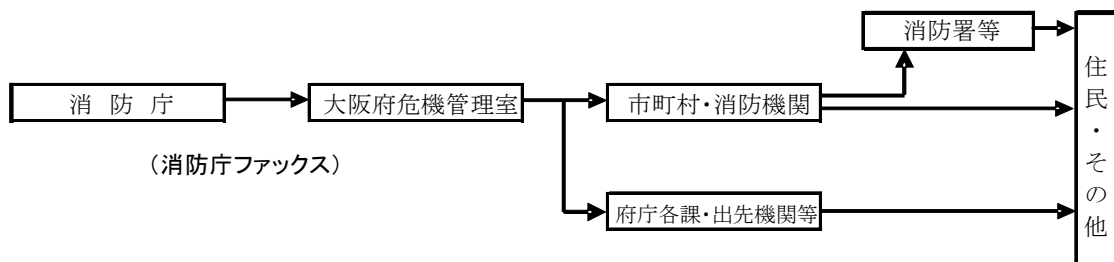 消防署等
消 防 庁
大阪府危機管理室
市町村・消防機関
住民・その他
(消防庁ファックス)
府庁各課・出先機関等